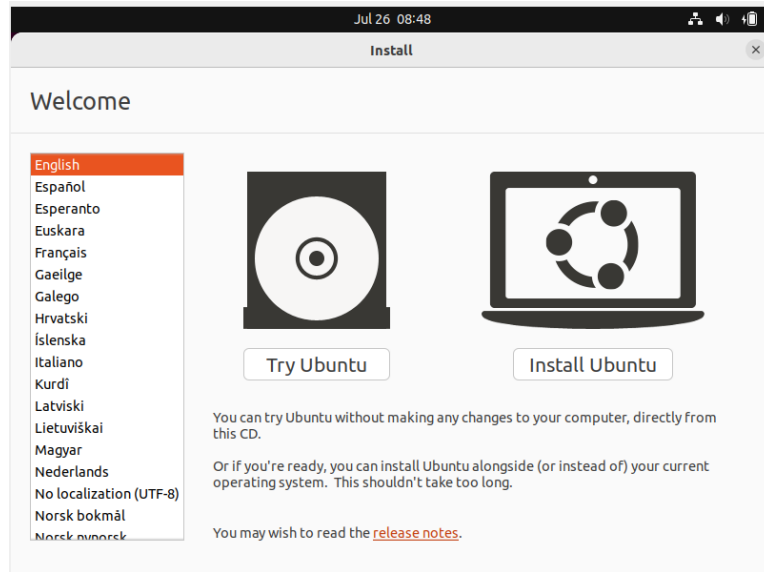 Jul 26 08:48
Install
Welcome
English
Español
Esperanto
Euskara
Français
Gaeilge
Galego
Hrvatski
Íslenska
Italiano
Kurdî
Latviski
Lietuviškai
Magyar
Nederlands
No localization (UTF-8)
Norsk bokmål
Norsk nynorsk
Try Ubuntu
Install Ubuntu
You can try Ubuntu without making any changes to your computer, directly from
this CD.
Or if you're ready, you can install Ubuntu alongside (or instead of) your current
operating system. This shouldn't take too long.
You may wish to read the release notes.